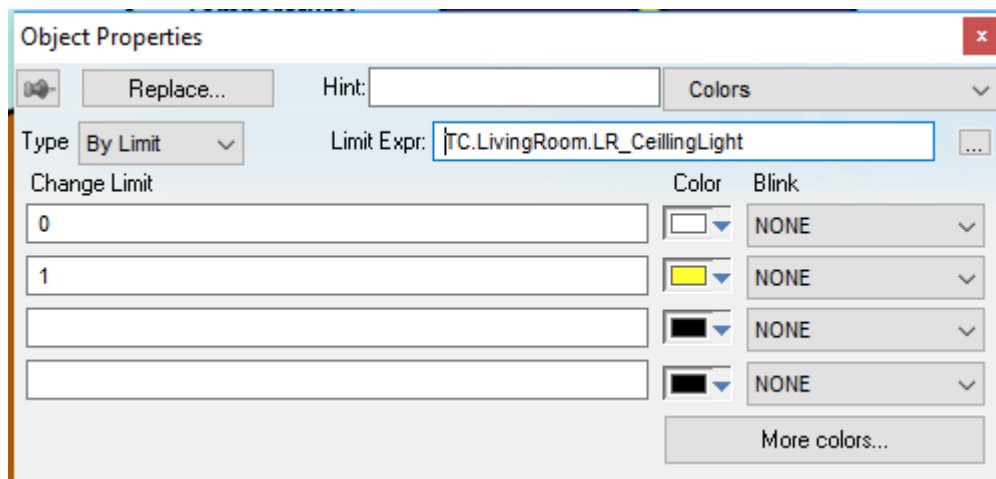 Object Properties x
Replace... Hint: Colors
Type By Limit Limit Expr: TC.LivingRoom.LR_CeillingLight ...
Change Limit Color Blink
0 NONE
1 NONE
NONE
NONE
More colors...